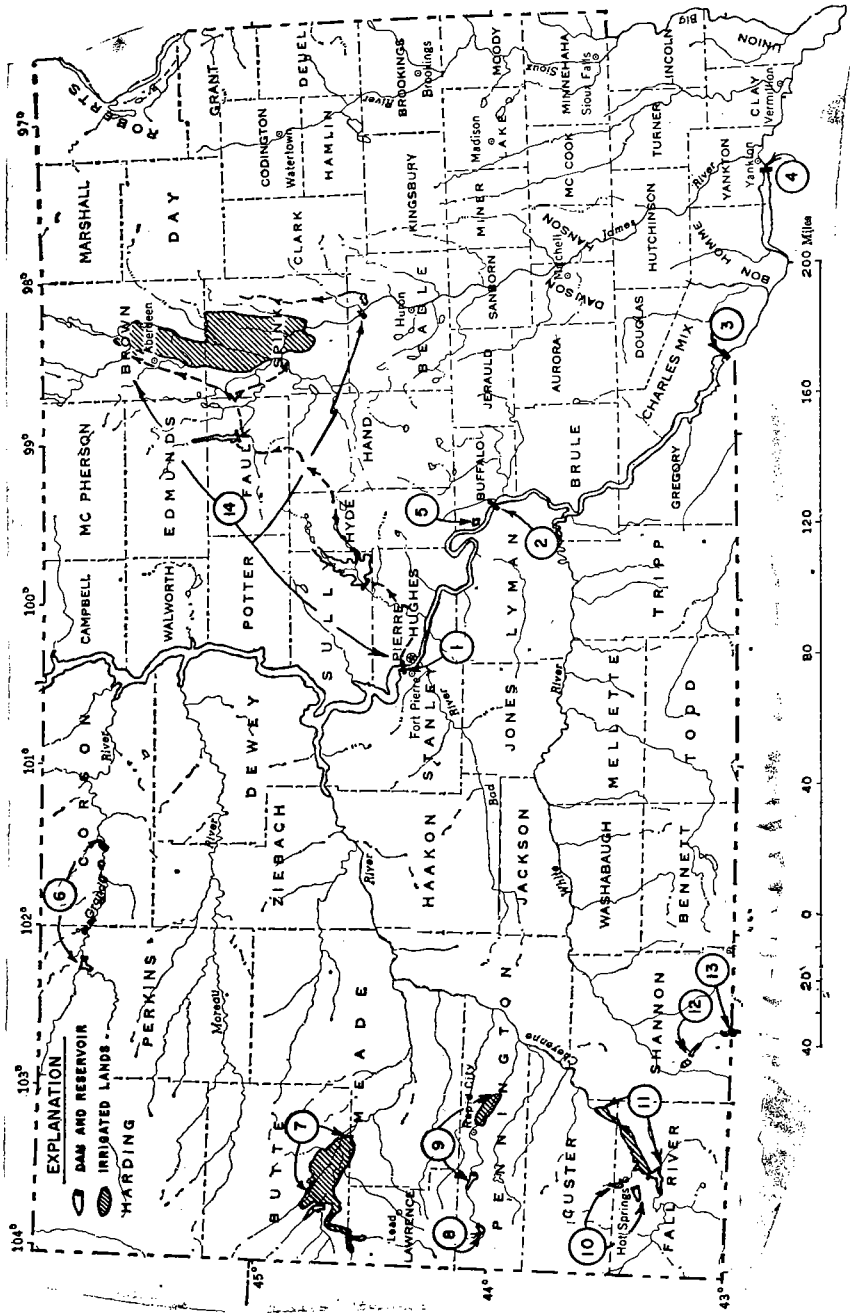 104°
103°
102°
101°
100°
99°
98°
97°
45°
44°
43°
EXPLANATION
DAM AND RESERVOIR
IRRIGATED LANDS
HARDING
PERKINS
CORSON
Grand
River
CAMPBELL
MC PHERSON
BROWN
Aberdeen
MARSHALL
ROBERTS
WALWORTH
EDMUNDS
DAY
GRANT
BUTTE
MEADE
Moreau
River
ZIEBACH
DEWEY
POTTER
FAULK
SPINK
CLARK
CODINGTON
Watertown
HAMLIN
DEUEL
SULLY
HYDE
HAND
BEADLE
Huron
KINGSBURY
BROOKINGS
Brookings
River
LAWRENCE
Lead
PENNINGTON
Rapid City
Cheyenne
River
HAAKON
STANLEY
Fort Pierre
PIERRE
HUGHES
Bad
River
BUFFALO
JERAULD
SANBORN
MINER
LAKE
Madison
MOODY
CUSTER
JACKSON
JONES
LYMAN
BRULE
AURORA
DAVISON
Mitchell
HANSON
James
River
MC COOK
MINNEHAHA
Sioux Falls
Big
Sioux
FALL RIVER
Hot Springs
SHANNON
WASHABAUGH
White
River
MELLETTE
BENNETT
TODD
TRIPP
GREGORY
CHARLES MIX
DOUGLAS
HUTCHINSON
TURNER
LINCOLN
BON HOMME
YANKTON
Yankton
CLAY
Vermillion
UNION
1
2
3
4
5
6
7
8
9
10
11
12
13
14
40 20 0 40 80 120 160 200 Miles